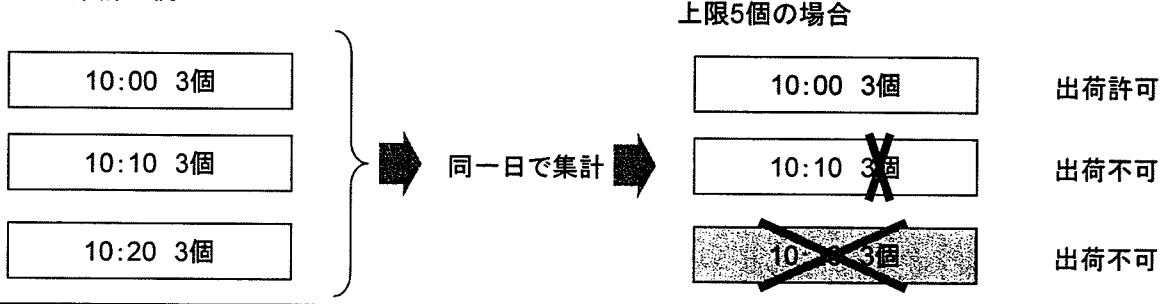 上限5個の場合
10:00 3個
10:10 3個
10:20 3個
同一日で集計
10:00 3個 出荷許可
10:10 3個 出荷不可
3個 出荷不可